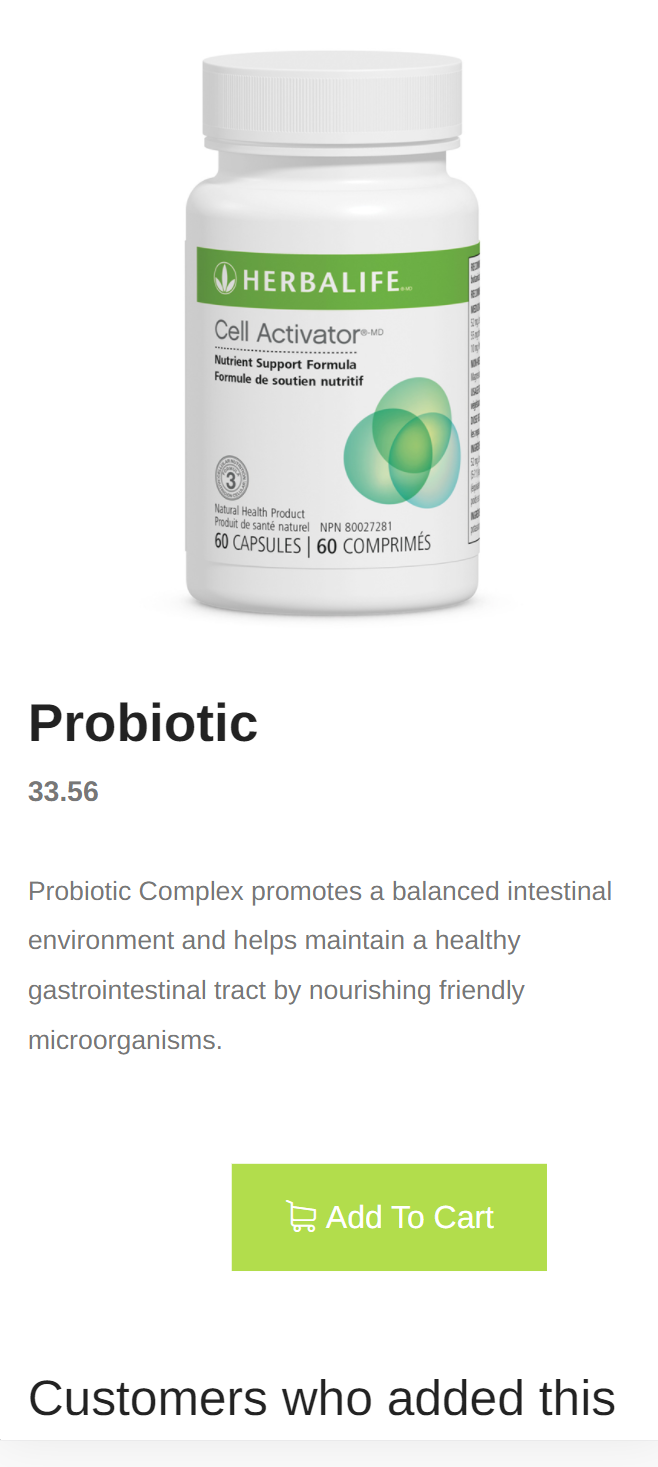 HERBALIFE
Cell Activator®-MD
Nutrient Support Formula
Formule de soutien nutritif
3
Natural Health Product
Produit de santé naturel NPN 80027281
60 CAPSULES | 60 COMPRIMÉS
Probiotic
33.56
Probiotic Complex promotes a balanced intestinal
environment and helps maintain a healthy
gastrointestinal tract by nourishing friendly
microorganisms.
Add To Cart
Customers who added this